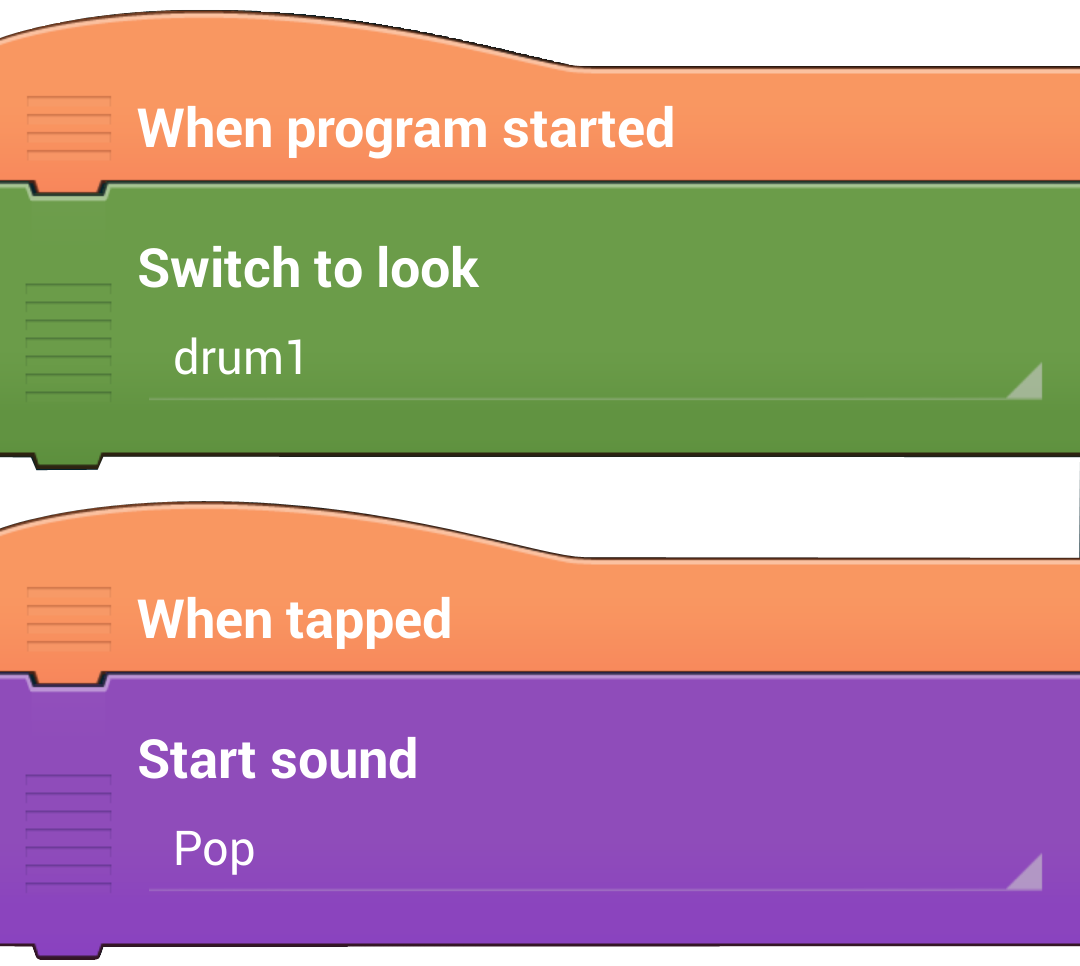 When program started
Switch to look
drum1
When tapped
Start sound
Pop